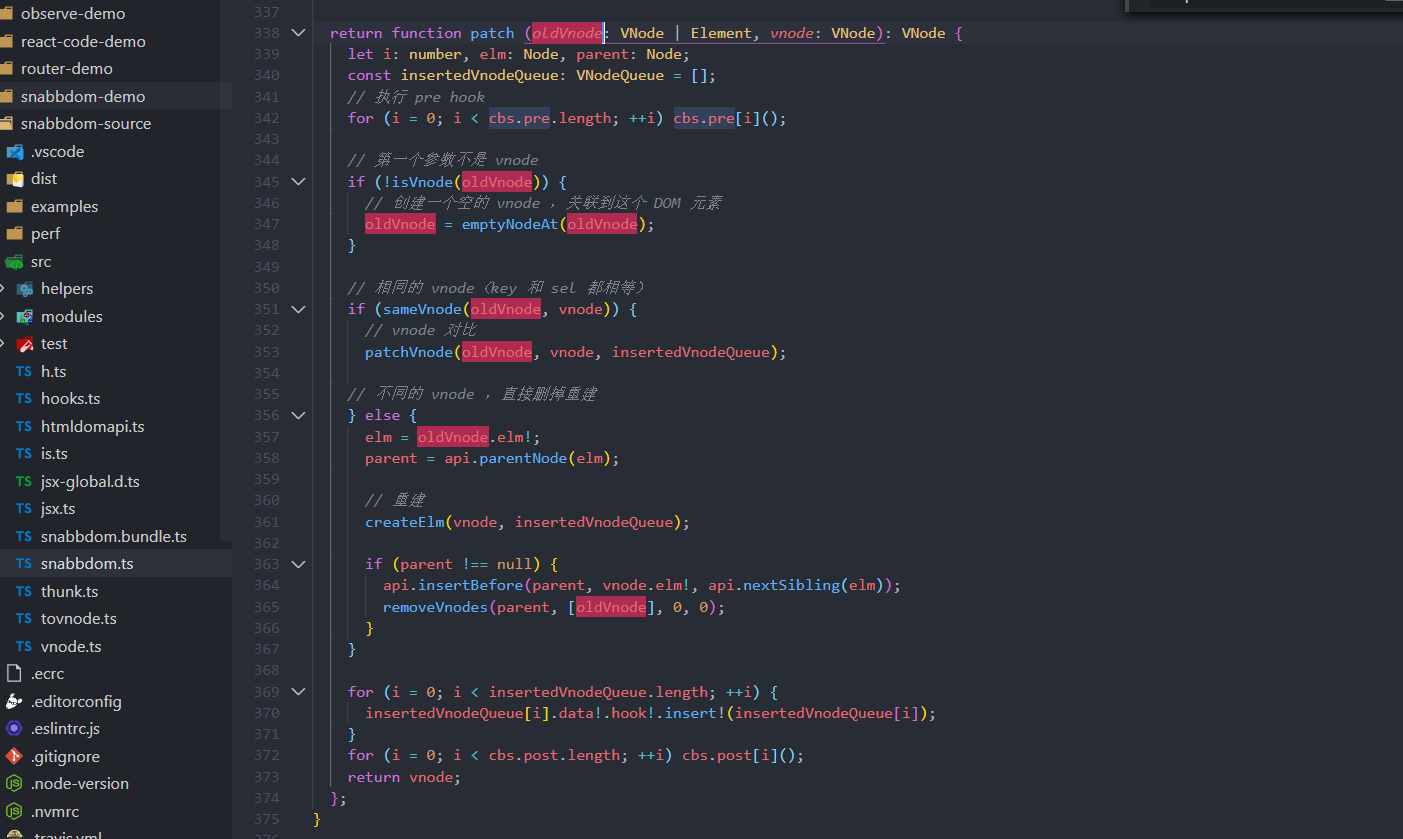 observe-demo
react-code-demo
router-demo
snabbdom-demo
snabbdom-source
.vscode
dist
examples
perf
src
helpers
modules
test
TS h.ts
TS hooks.ts
TS htmldomapi.ts
TS is.ts
TS jsx-global.d.ts
TS jsx.ts
TS snabbdom.bundle.ts
TS snabbdom.ts
TS thunk.ts
TS tovnode.ts
TS vnode.ts
.ecrc
.editorconfig
.eslintrc.js
.gitignore
JS .node-version
JS .nvmrc
.travis.yml
337
338 return function patch (oldVnode: VNode | Element, vnode: VNode): VNode {
339 let i: number, elm: Node, parent: Node;
340 const insertedVnodeQueue: VNodeQueue = [];
341 // 执行 pre hook
342 for (i = 0; i < cbs.pre.length; ++i) cbs.pre[i]();
343
344 // 第一个参数不是 vnode
345 if (!isVnode(oldVnode)) {
346 // 创建一个空的 vnode ，关联到这个 DOM 元素
347 oldVnode = emptyNodeAt(oldVnode);
348 }
349
350 // 相同的 vnode（key 和 sel 都相等）
351 if (sameVnode(oldVnode, vnode)) {
352 // vnode 对比
353 patchVnode(oldVnode, vnode, insertedVnodeQueue);
354
355 // 不同的 vnode ，直接删掉重建
356 } else {
357 elm = oldVnode.elm!;
358 parent = api.parentNode(elm);
359
360 // 重建
361 createElm(vnode, insertedVnodeQueue);
362
363 if (parent !== null) {
364 api.insertBefore(parent, vnode.elm!, api.nextSibling(elm));
365 removeVnodes(parent, [oldVnode], 0, 0);
366 }
367 }
368
369 for (i = 0; i < insertedVnodeQueue.length; ++i) {
370 insertedVnodeQueue[i].data!.hook!.insert!(insertedVnodeQueue[i]);
371 }
372 for (i = 0; i < cbs.post.length; ++i) cbs.post[i]();
373 return vnode;
374 };
375 }
376